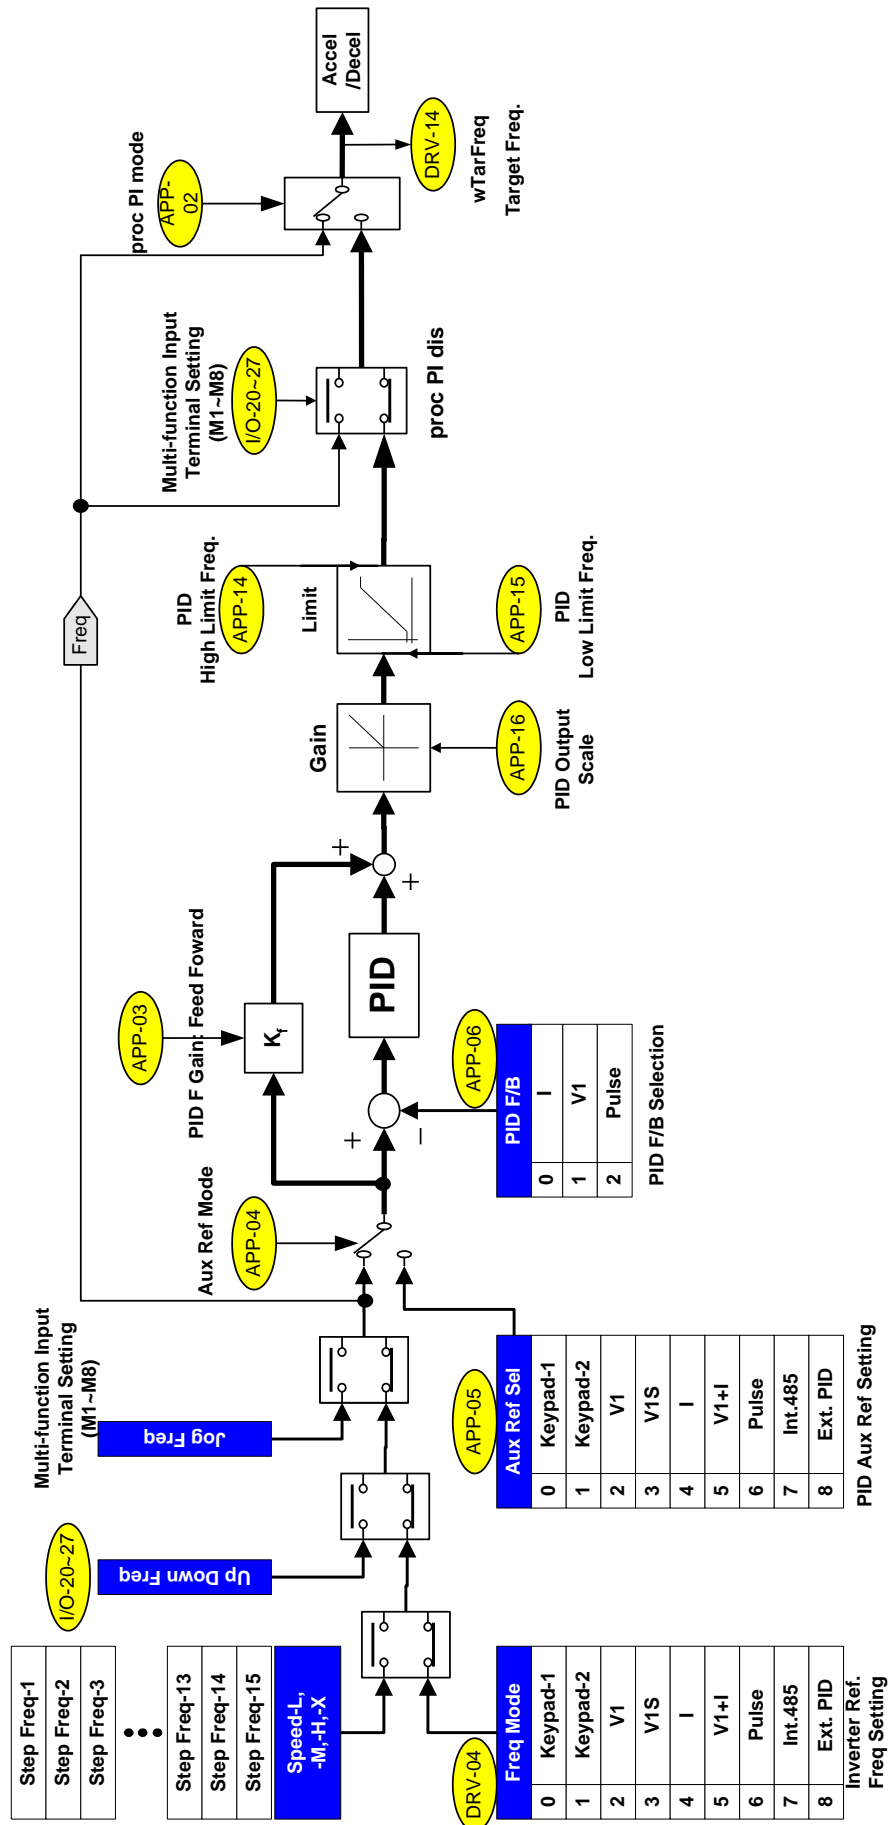 Step Freq-1
Step Freq-2
Step Freq-3
Step Freq-13
Step Freq-14
Step Freq-15
Speed-L,
-M,-H,-X
DRV-04
Freq Mode
0 Keypad-1
1 Keypad-2
2 V1
3 V1S
4 I
5 V1+I
6 Pulse
7 Int.485
8 Ext. PID
Inverter Ref.
Freq Setting
I/O-20~27
Up Down Freq
Multi-function Input
Terminal Setting
(M1~M8)
Jog Freq
APP-05
Aux Ref Sel
0 Keypad-1
1 Keypad-2
2 V1
3 V1S
4 I
5 V1+I
6 Pulse
7 Int.485
8 Ext. PID
PID Aux Ref Setting
Aux Ref Mode
APP-04
Freq
PID F Gain: Feed Foward
APP-03
Kf
+
−
PID
+
+
APP-06
PID F/B
0 I
1 V1
2 Pulse
PID F/B Selection
Gain
APP-16
PID Output
Scale
PID
High Limit Freq.
APP-14
Limit
APP-15
PID
Low Limit Freq.
Multi-function Input
Terminal Setting
(M1~M8)
I/O-20~27
proc PI dis
proc PI mode
APP-
02
Accel
/Decel
DRV-14
wTarFreq
Target Freq.